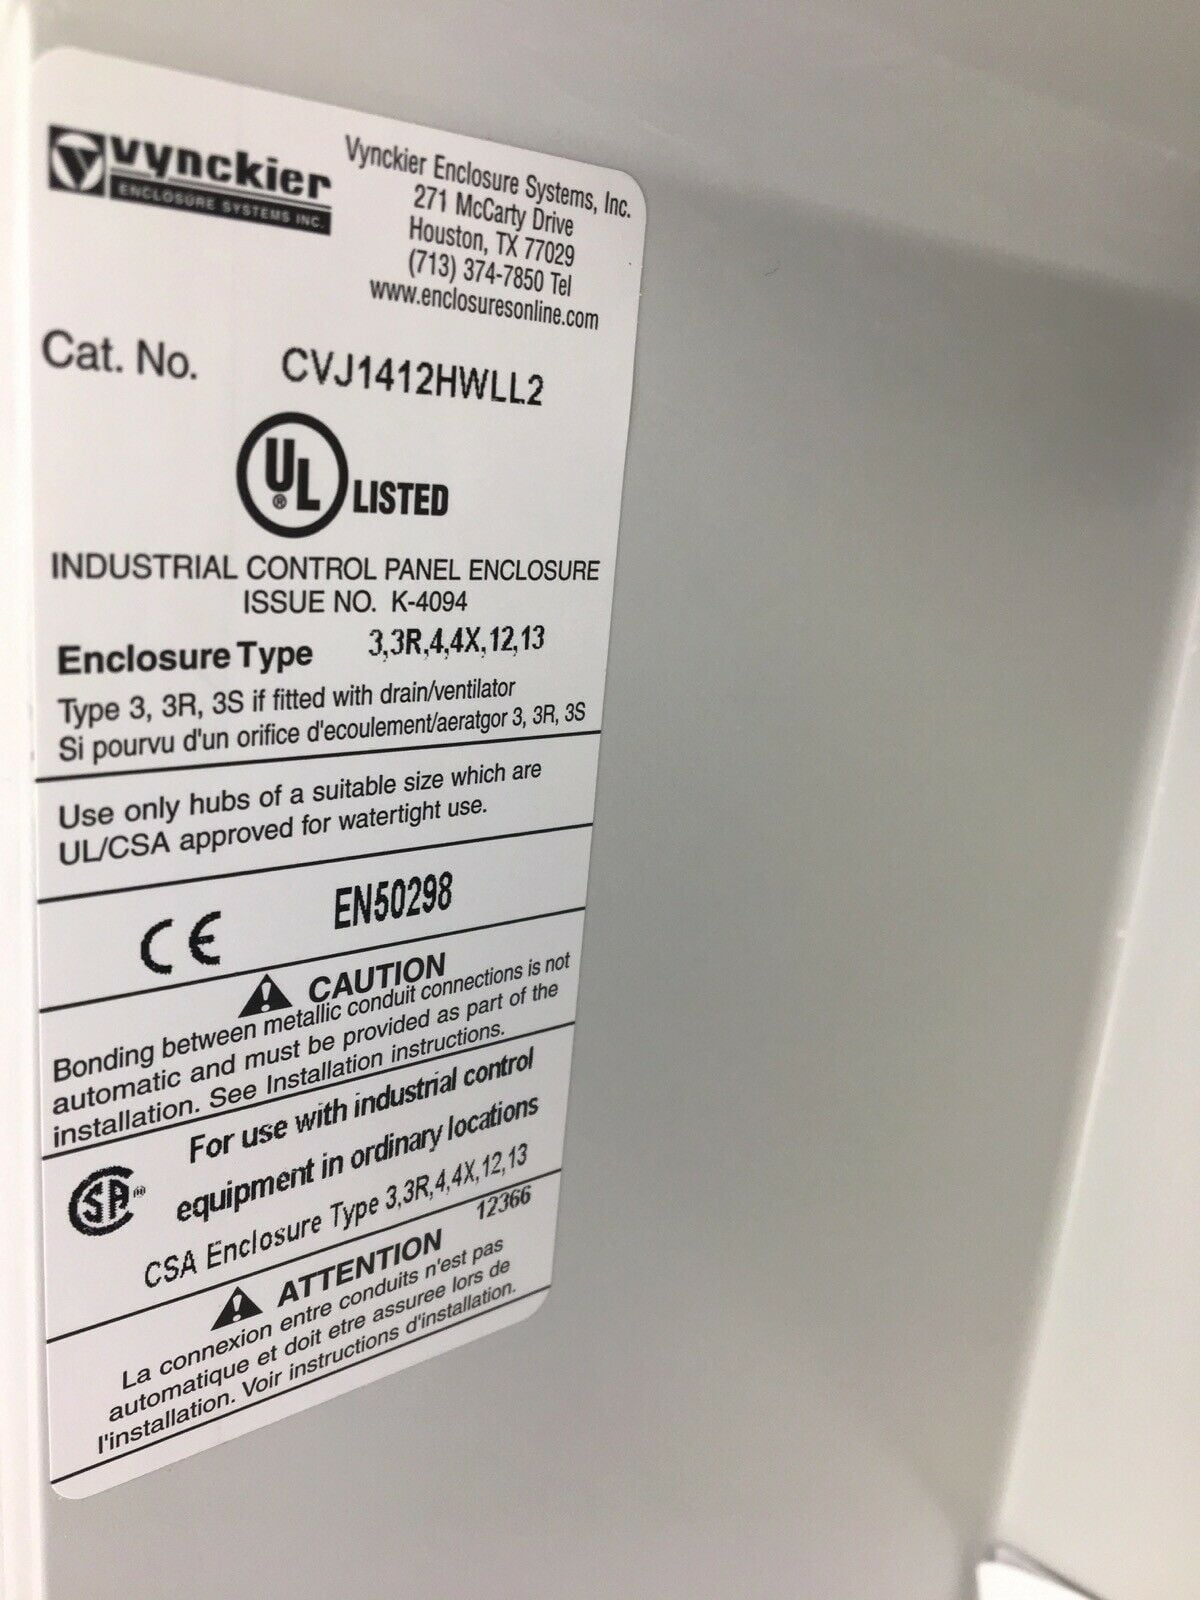 vynckier
ENCLOSURE SYSTEMS INC.
Vynckier Enclosure Systems, Inc.
271 McCarty Drive
Houston, TX 77029
(713) 374-7850 Tel
www.enclosuresonline.com
Cat. No. CVJ1412HWLL2
UL® LISTED
INDUSTRIAL CONTROL PANEL ENCLOSURE
ISSUE NO. K-4094
Enclosure Type 3,3R,4,4X,12,13
Type 3, 3R, 3S if fitted with drain/ventilator
Si pourvu d'un orifice d'ecoulement/aeratgor 3, 3R, 3S
Use only hubs of a suitable size which are
UL/CSA approved for watertight use.
CE EN50298
CAUTION
Bonding between metallic conduit connections is not
automatic and must be provided as part of the
installation. See Installation instructions.
For use with industrial control
equipment in ordinary locations
CSA Enclosure Type 3,3R,4,4X,12,13
12366
ATTENTION
La connexion entre conduits n'est pas
automatique et doit etre assuree lors de
l'installation. Voir instructions d'installation.